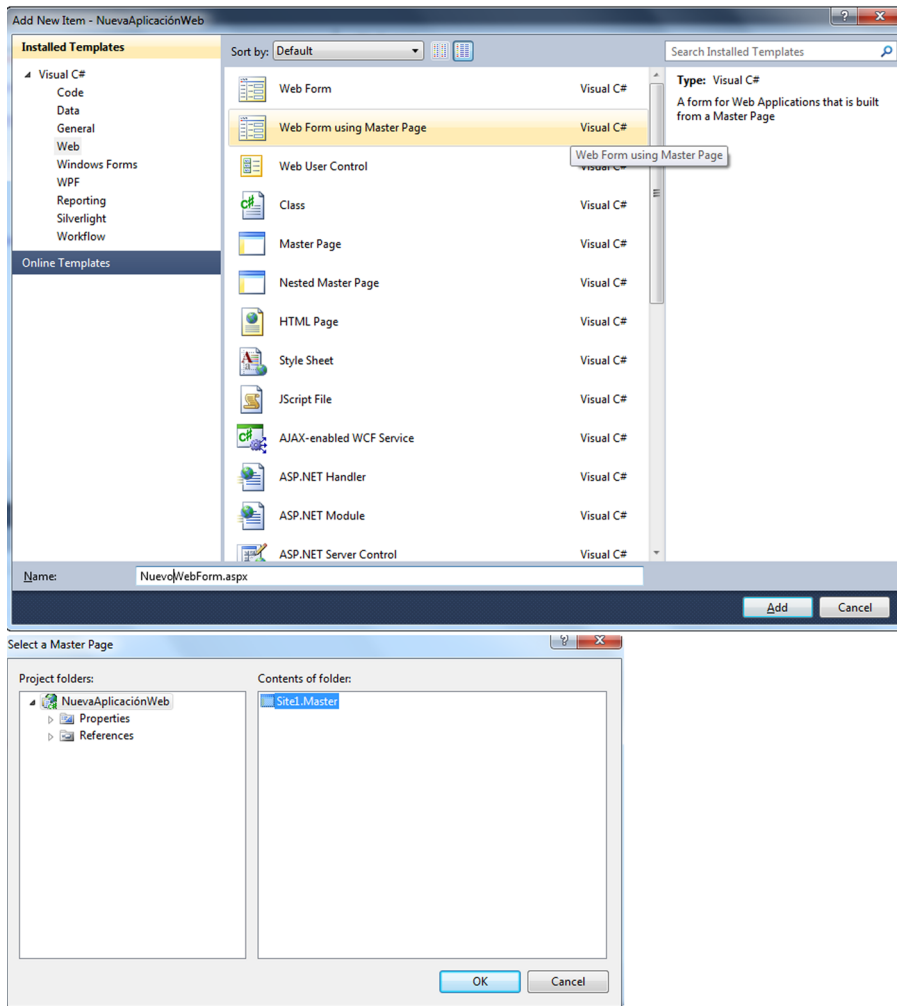 Add New Item - NuevaAplicaciónWeb
Installed Templates
Visual C#
Code
Data
General
Web
Windows Forms
WPF
Reporting
Silverlight
Workflow
Online Templates
Sort by: Default
Search Installed Templates
Web Form Visual C#
Web Form using Master Page Visual C#
Web Form using Master Page
Web User Control Visual C#
Class Visual C#
Master Page Visual C#
Nested Master Page Visual C#
HTML Page Visual C#
Style Sheet Visual C#
JScript File Visual C#
AJAX-enabled WCF Service Visual C#
ASP.NET Handler Visual C#
ASP.NET Module Visual C#
ASP.NET Server Control Visual C#
Type: Visual C#
A form for Web Applications that is built
from a Master Page
Name: NuevoWebForm.aspx
Add Cancel
Select a Master Page
Project folders:
NuevaAplicaciónWeb
Properties
References
Contents of folder:
Site1.Master
OK Cancel